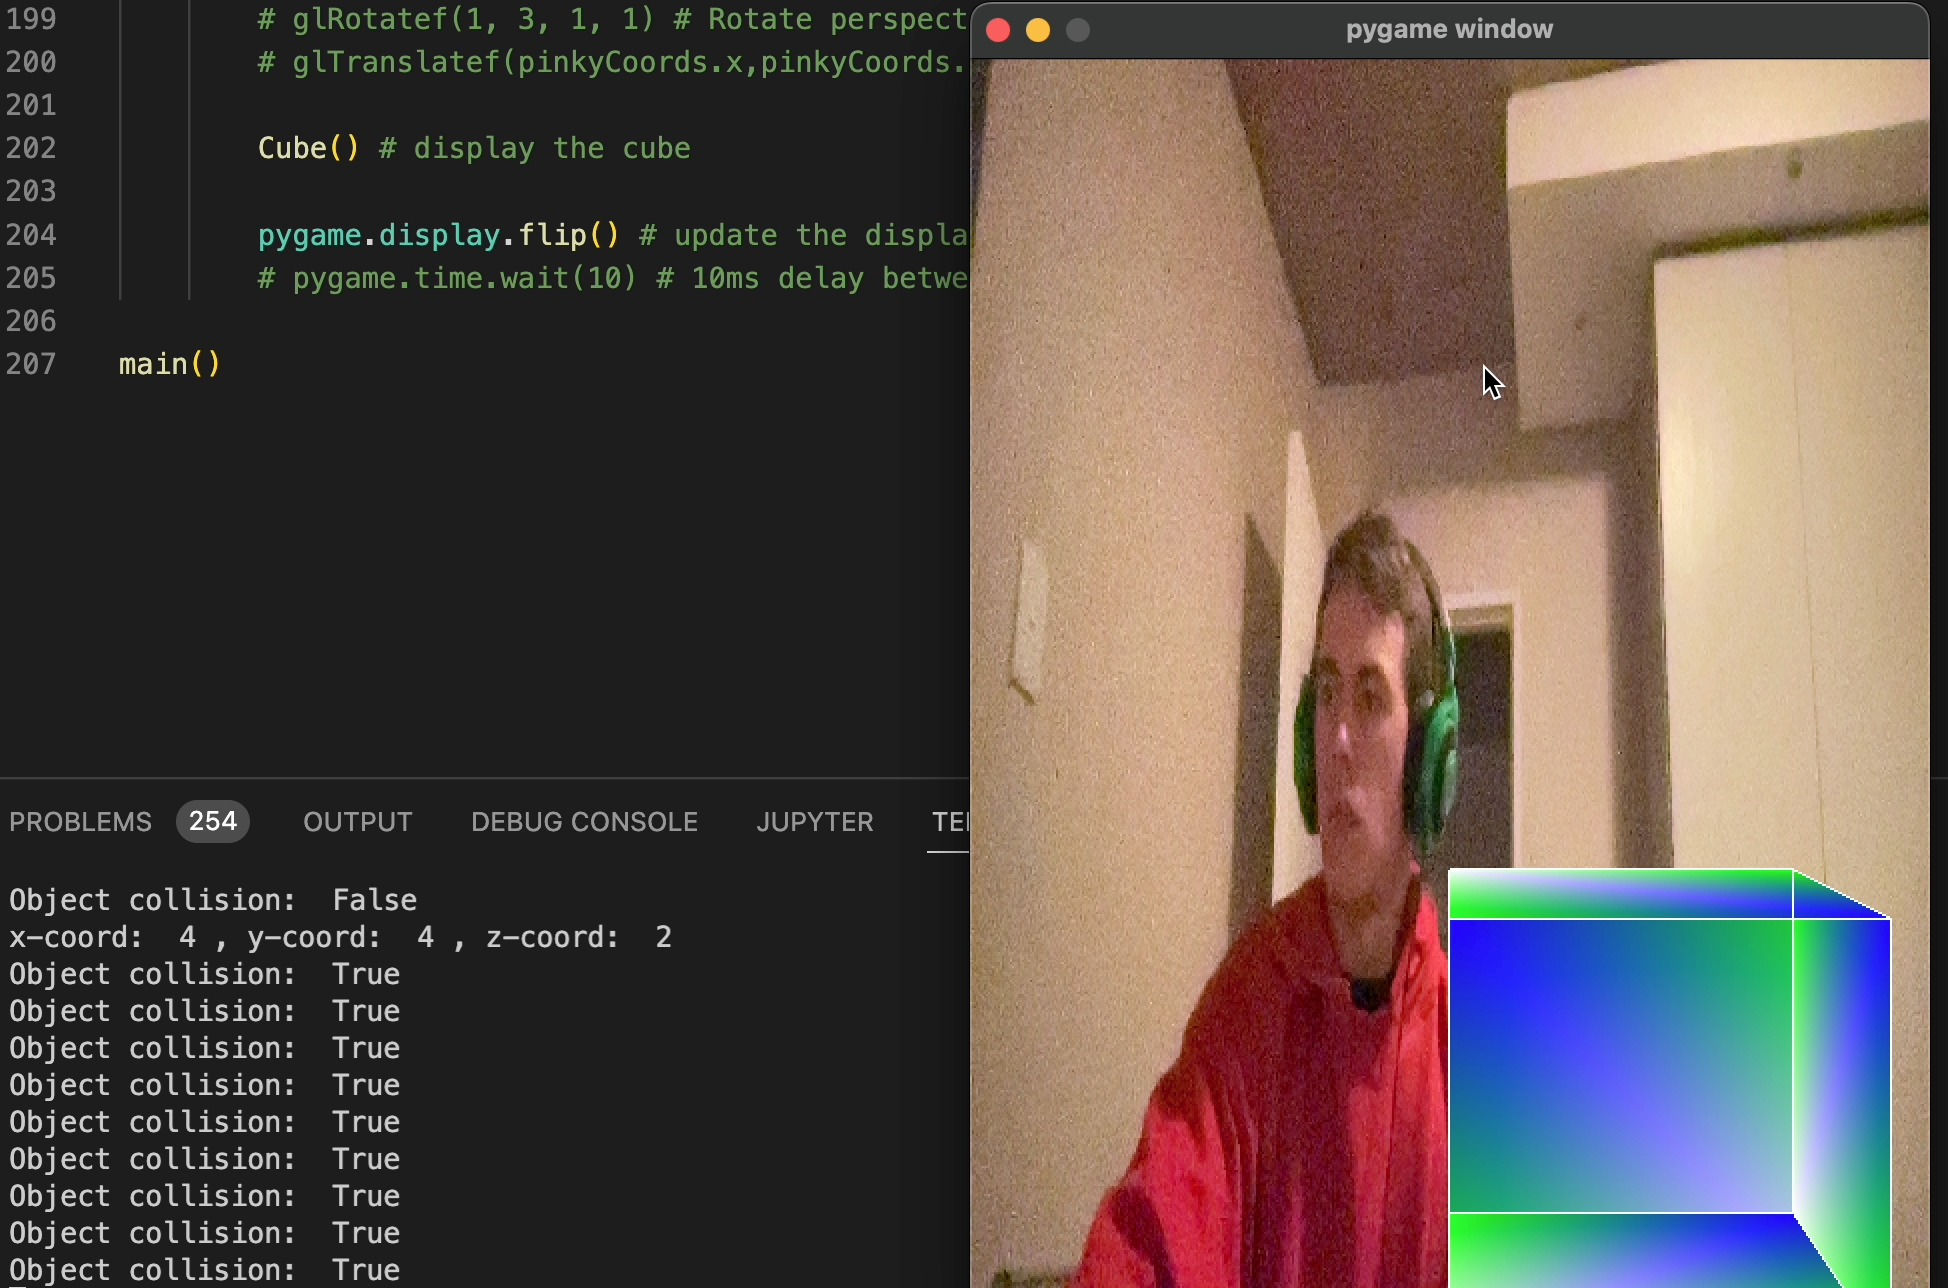 199 # glRotatef(1, 3, 1, 1) # Rotate perspect
200 # glTranslatef(pinkyCoords.x,pinkyCoords.
201
202 Cube() # display the cube
203
204 pygame.display.flip() # update the displa
205 # pygame.time.wait(10) # 10ms delay betwe
206
207 main()
pygame window
PROBLEMS 254 OUTPUT DEBUG CONSOLE JUPYTER TE
Object collision:  False
x-coord:  4 , y-coord:  4 , z-coord:  2
Object collision:  True
Object collision:  True
Object collision:  True
Object collision:  True
Object collision:  True
Object collision:  True
Object collision:  True
Object collision:  True
Object collision:  True